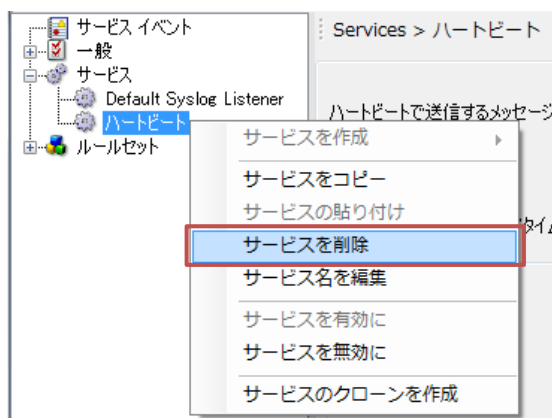 サービス イベント
一般
サービス
Default Syslog Listener
ハートビート
ルールセット
Services > ハートビート
ハートビートで送信するメッセージ
タイム
サービスを作成
サービスをコピー
サービスの貼り付け
サービスを削除
サービス名を編集
サービスを有効に
サービスを無効に
サービスのクローンを作成